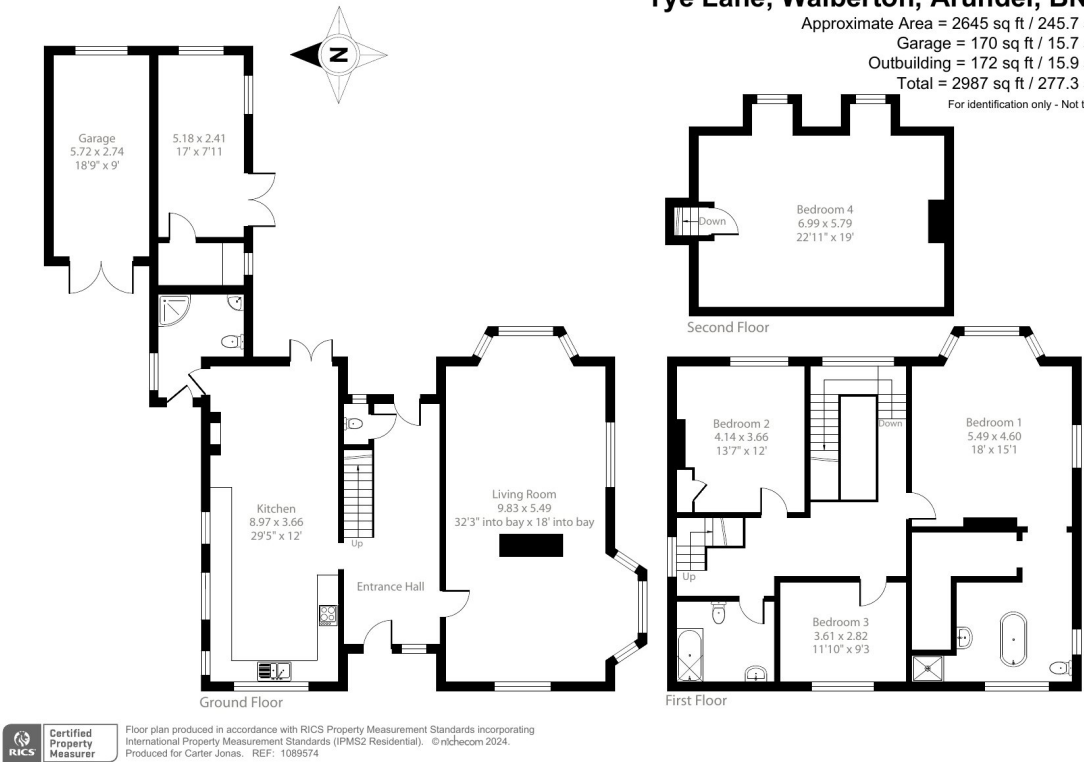 Tye Lane, Walberton, Arundel, BN
Approximate Area = 2645 sq ft / 245.7
Garage = 170 sq ft / 15.7
Outbuilding = 172 sq ft / 15.9
Total = 2987 sq ft / 277.3
For identification only - Not t
N
Garage
5.72 x 2.74
18'9" x 9'
5.18 x 2.41
17' x 7'11
Down
Bedroom 4
6.99 x 5.79
22'11" x 19'
Second Floor
Kitchen
8.97 x 3.66
29'5" x 12'
Up
Entrance Hall
Living Room
9.83 x 5.49
32'3" into bay x 18' into bay
Ground Floor
Bedroom 2
4.14 x 3.66
13'7" x 12'
Down
Bedroom 1
5.49 x 4.60
18' x 15'1
Up
Bedroom 3
3.61 x 2.82
11'10" x 9'3
First Floor
RICS
Certified
Property
Measurer
Floor plan produced in accordance with RICS Property Measurement Standards incorporating
International Property Measurement Standards (IPMS2 Residential). © nichecom 2024.
Produced for Carter Jonas. REF: 1089574